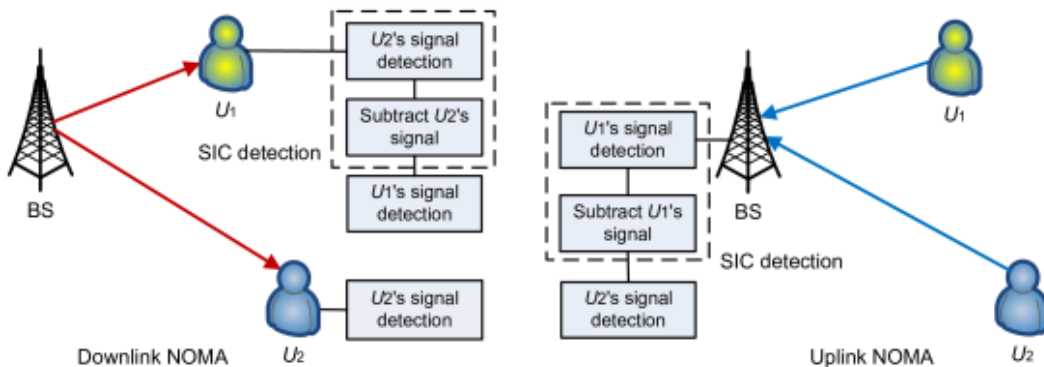 U2's signal
detection
U1
Subtract U2's
signal
SIC detection
BS
U1's signal
detection
U2's signal
detection
U2
Downlink NOMA
U1
U1's signal
detection
BS
Subtract U1's
signal
SIC detection
U2's signal
detection
U2
Uplink NOMA